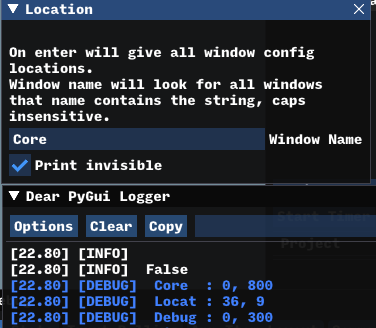 ▼ Location
On enter will give all window config
locations.
Window name will look for all windows
that name contains the string, caps
insensitive.
Core Window Name
Print invisible
▼ Dear PyGui Logger
Options Clear Copy
Start Timer
Project
[22.80] [INFO]
[22.80] [INFO] False
[22.80] [DEBUG] Core : 0, 800
[22.80] [DEBUG] Locat : 36, 9
[22.80] [DEBUG] Debug : 0, 300